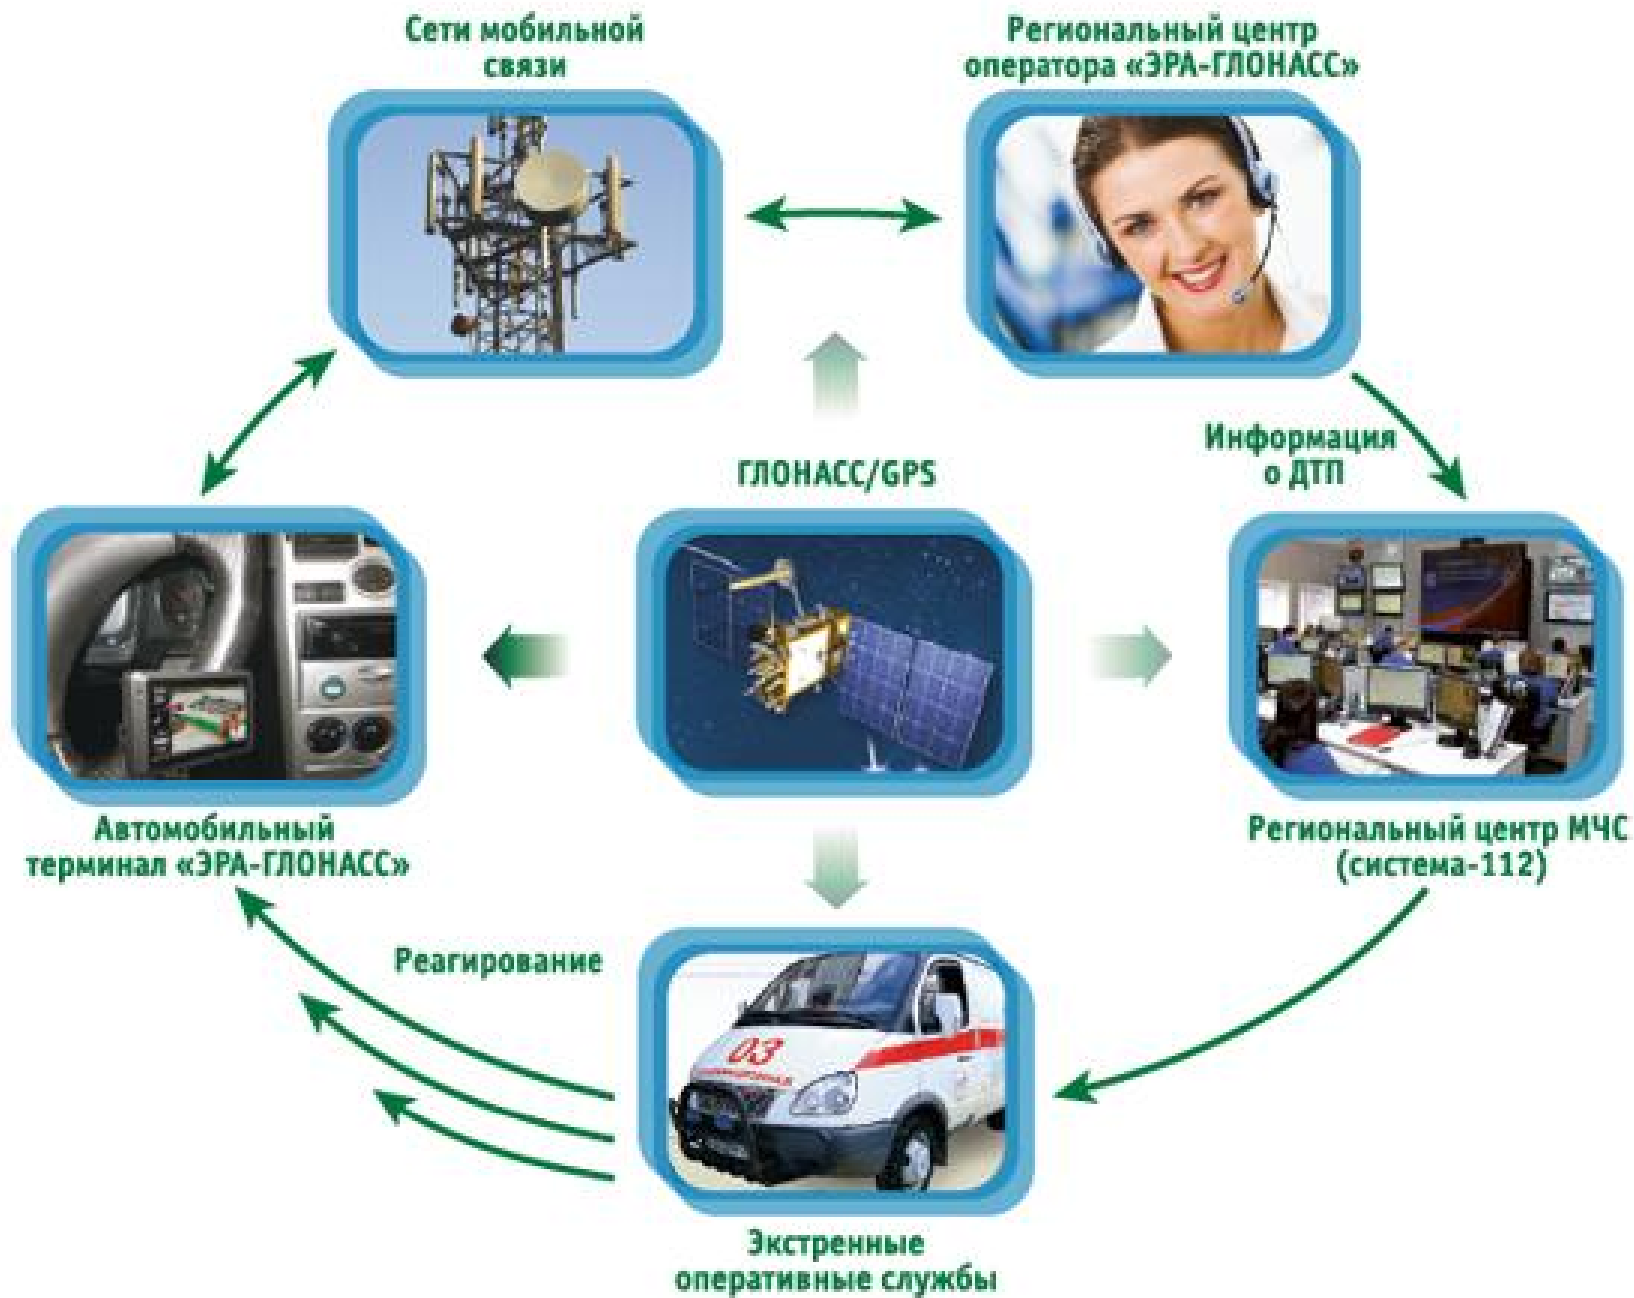 Сети мобильной
связи
Региональный центр
оператора «ЭРА-ГЛОНАСС»
Информация
о ДТП
ГЛОНАСС/GPS
Автомобильный
терминал «ЭРА-ГЛОНАСС»
Региональный центр МЧС
(система-112)
Реагирование
03
Экстренные
оперативные службы